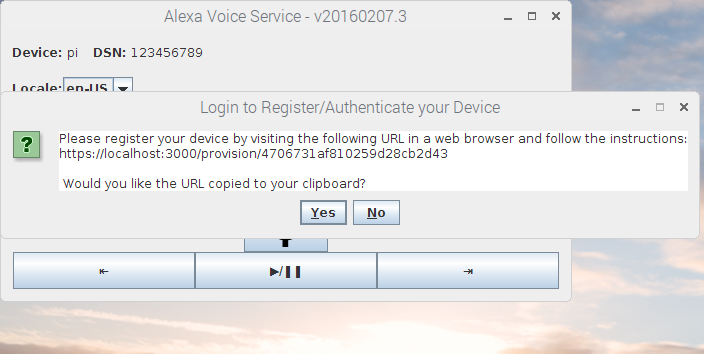 Alexa Voice Service - v20160207.3
Device: pi DSN: 123456789
Locale: en-US
Login to Register/Authenticate your Device
Please register your device by visiting the following URL in a web browser and follow the instructions:
https://localhost:3000/provision/4706731af810259d28cb2d43
Would you like the URL copied to your clipboard?
Yes No